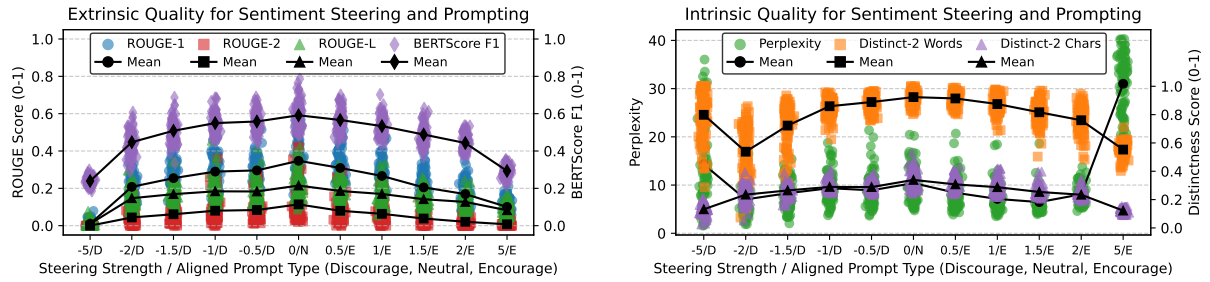 Extrinsic Quality for Sentiment Steering and Prompting
ROUGE-1 ROUGE-2 ROUGE-L BERTScore F1
Mean Mean Mean Mean
1.0
0.8
0.6
0.4
0.2
0.0
ROUGE Score (0-1)
1.0
0.8
0.6
0.4
0.2
0.0
BERTScore F1 (0-1)
-5/D -2/D -1.5/D -1/D -0.5/D 0/N 0.5/E 1/E 1.5/E 2/E 5/E
Steering Strength / Aligned Prompt Type (Discourage, Neutral, Encourage)
Intrinsic Quality for Sentiment Steering and Prompting
Perplexity Distinct-2 Words Distinct-2 Chars
Mean Mean Mean
40
30
20
10
0
Perplexity
1.0
0.8
0.6
0.4
0.2
0.0
Distinctness Score (0-1)
-5/D -2/D -1.5/D -1/D -0.5/D 0/N 0.5/E 1/E 1.5/E 2/E 5/E
Steering Strength / Aligned Prompt Type (Discourage, Neutral, Encourage)